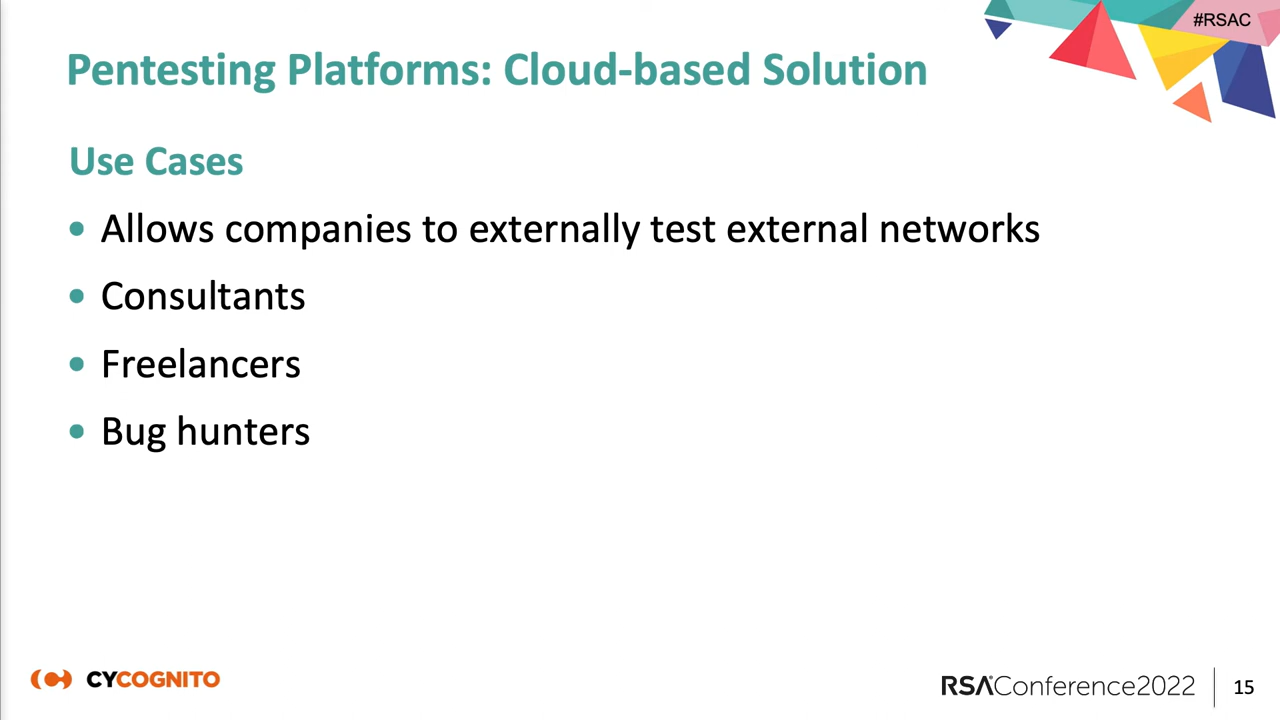 #RSAC
Pentesting Platforms: Cloud-based Solution
Use Cases
• Allows companies to externally test external networks
• Consultants
• Freelancers
• Bug hunters
CYCOGNITO
RSAConference2022
15